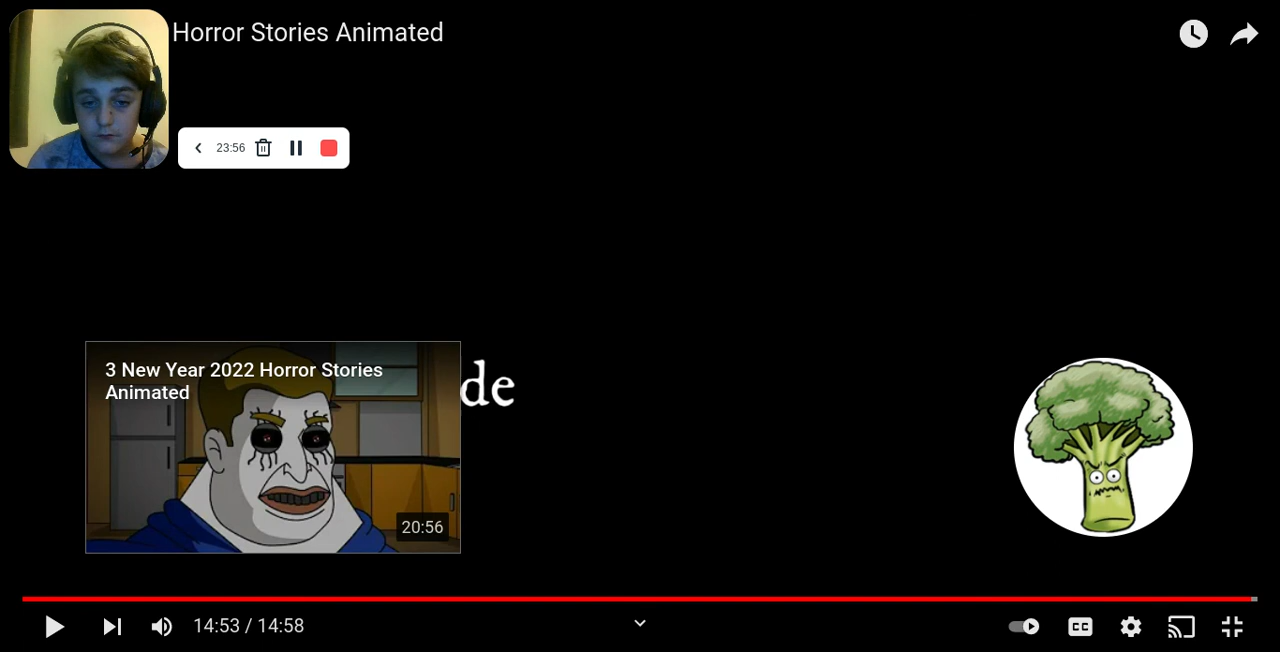 Horror Stories Animated
23:56
3 New Year 2022 Horror Stories
Animated
de
20:56
14:53 / 14:58
CC